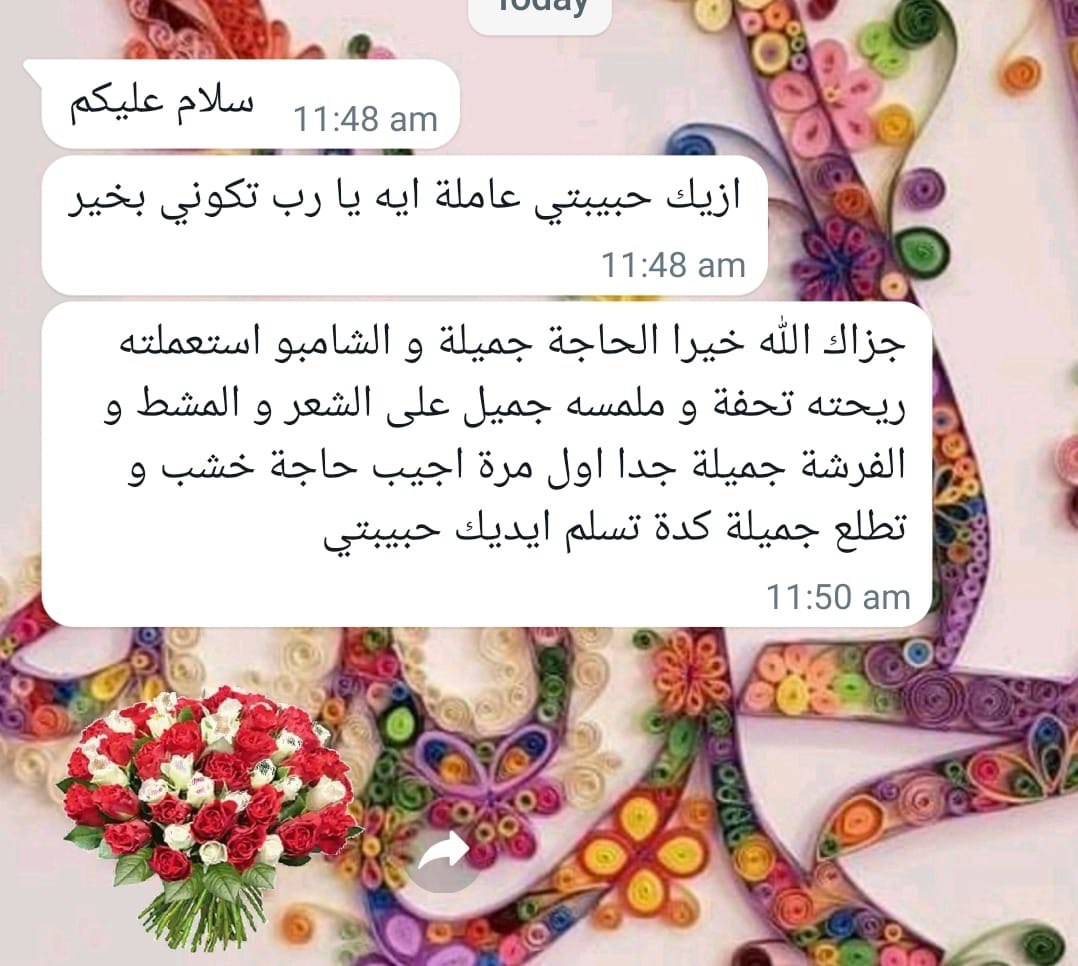 Today
سلام عليكم
11:48 am
ازيك حبيبتي عاملة ايه يا رب تكوني بخير
11:48 am
جزاك الله خيرا الحاجة جميلة و الشامبو استعملته
ريحته تحفة و ملمسه جميل على الشعر و المشط و
الفرشة جميلة جدا اول مرة اجيب حاجة خشب و
تطلع جميلة كدة تسلم ايديك حبيبتي
11:50 am